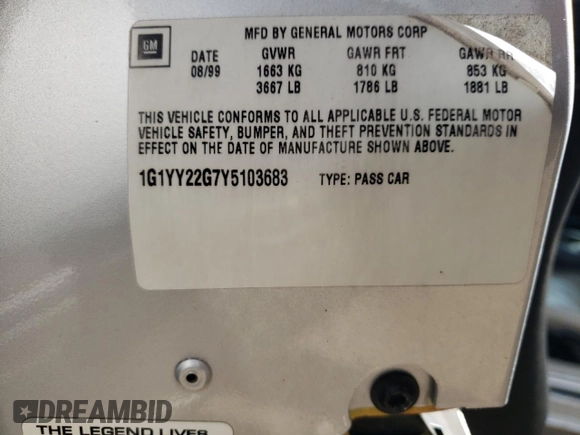 GM
MFD BY GENERAL MOTORS CORP
DATE GVWR GAWR FRT GAWR RR
08/99 1663 KG 810 KG 853 KG
3667 LB 1786 LB 1881 LB
THIS VEHICLE CONFORMS TO ALL APPLICABLE U.S. FEDERAL MOTOR
VEHICLE SAFETY, BUMPER, AND THEFT PREVENTION STANDARDS IN
EFFECT ON THE DATE OF MANUFACTURE SHOWN ABOVE.
1G1YY22G7Y5103683 TYPE: PASS CAR
DREAMBID
THE LEGEND LIVES